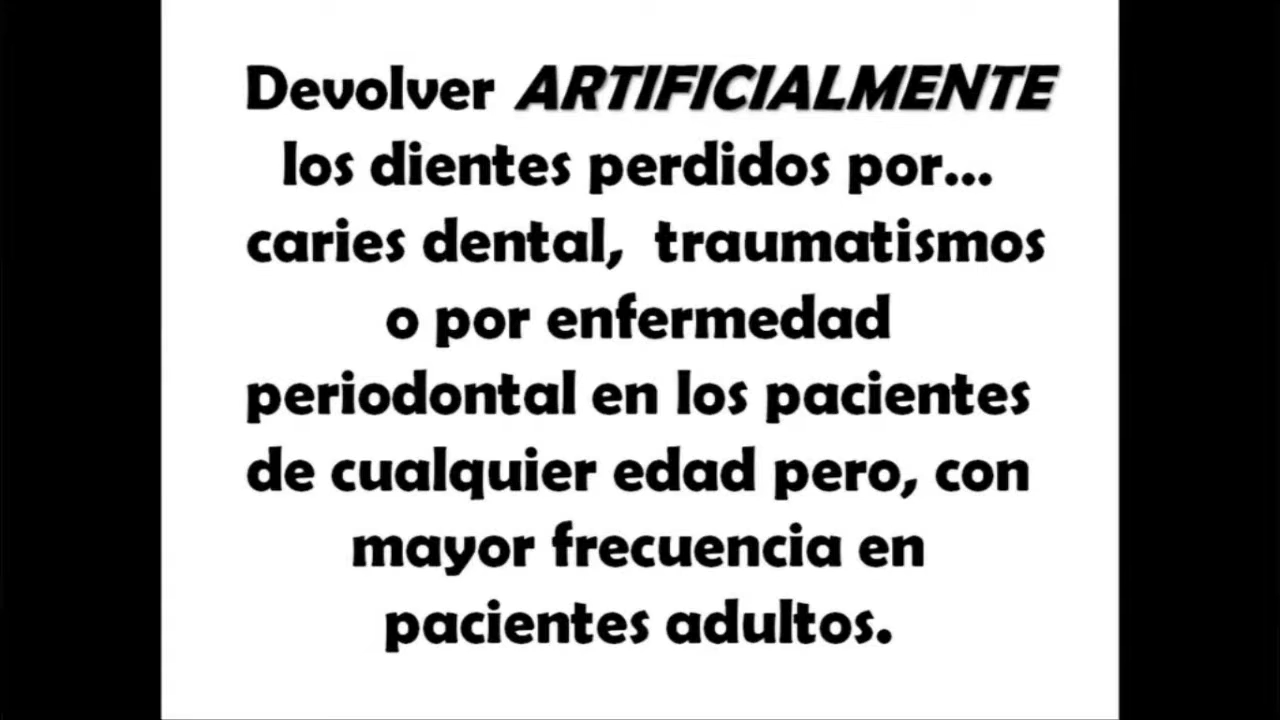 Devolver ARTIFICIALMENTE
los dientes perdidos por...
caries dental, traumatismos
o por enfermedad
periodontal en los pacientes
de cualquier edad pero, con
mayor frecuencia en
pacientes adultos.